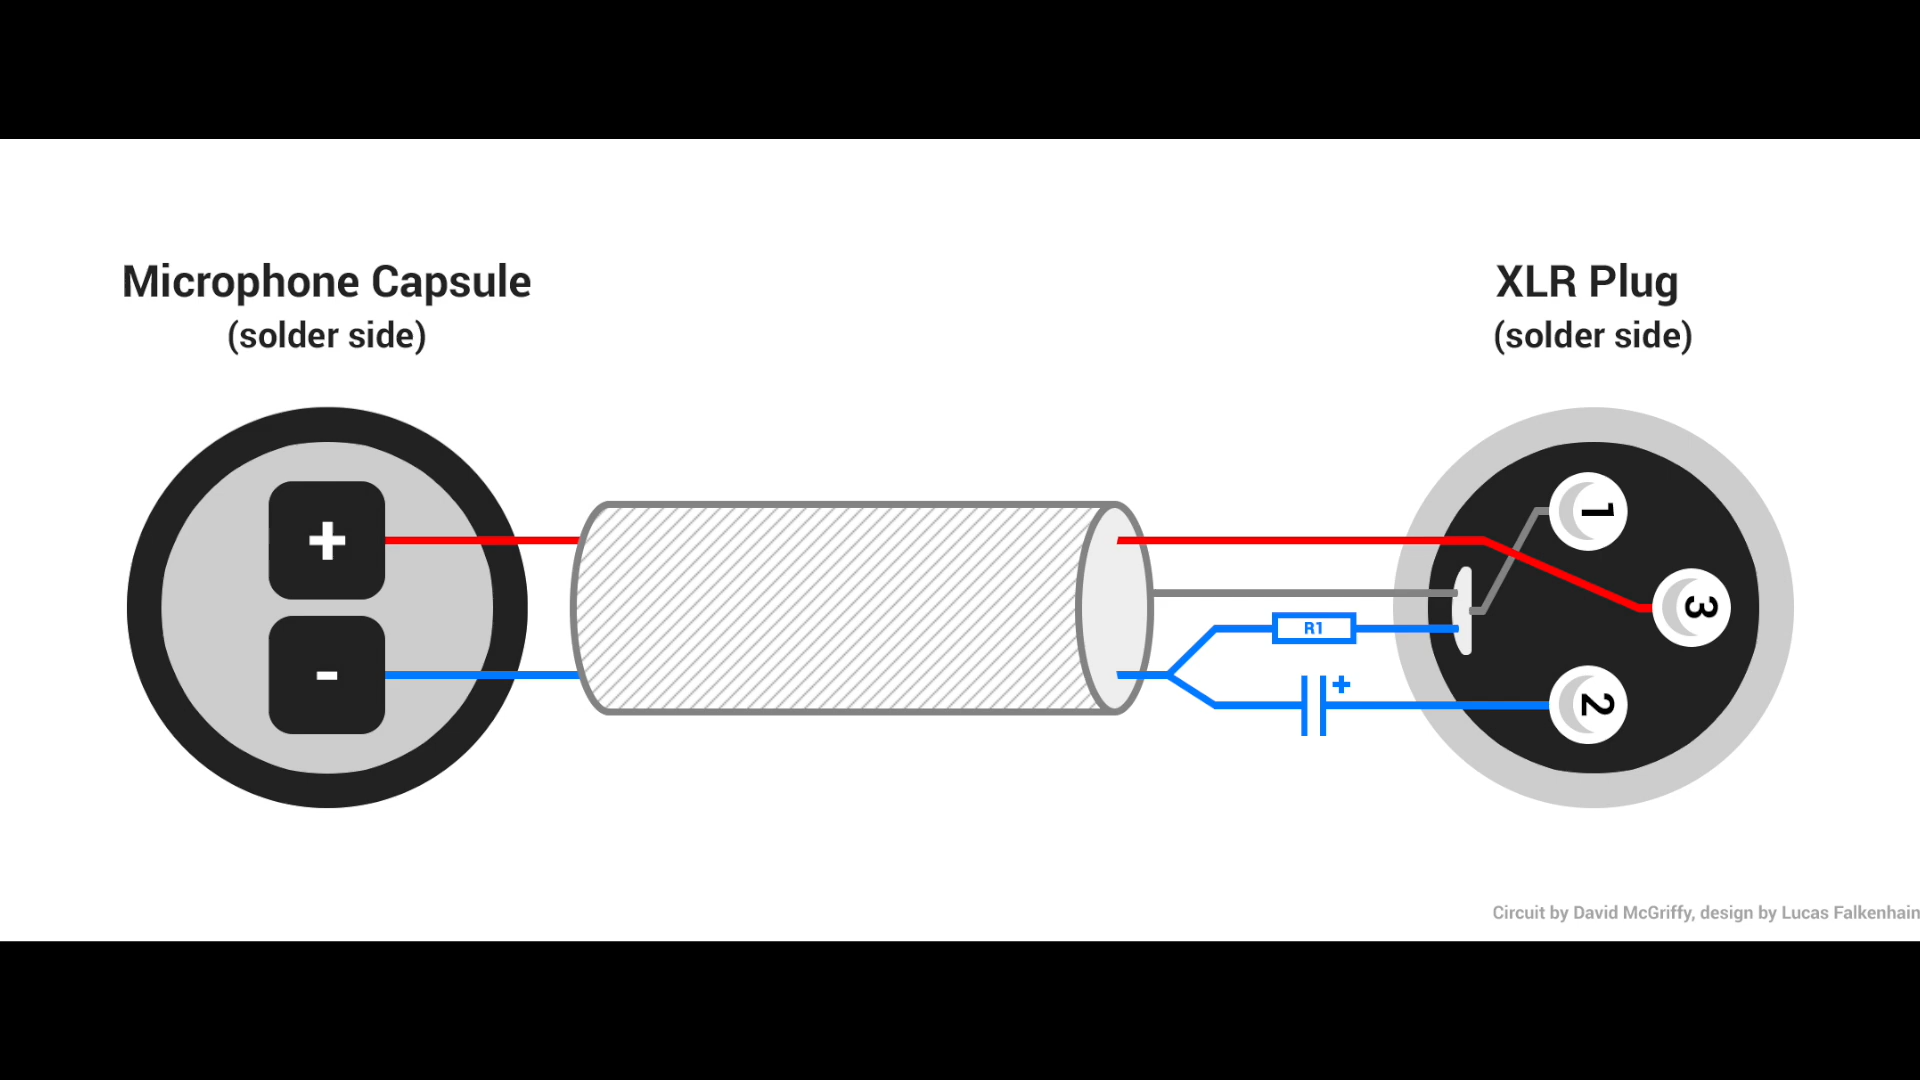 Microphone Capsule
(solder side)
XLR Plug
(solder side)
+
-
R1
+
1
3
2
Circuit by David McGriffy, design by Lucas Falkenhain